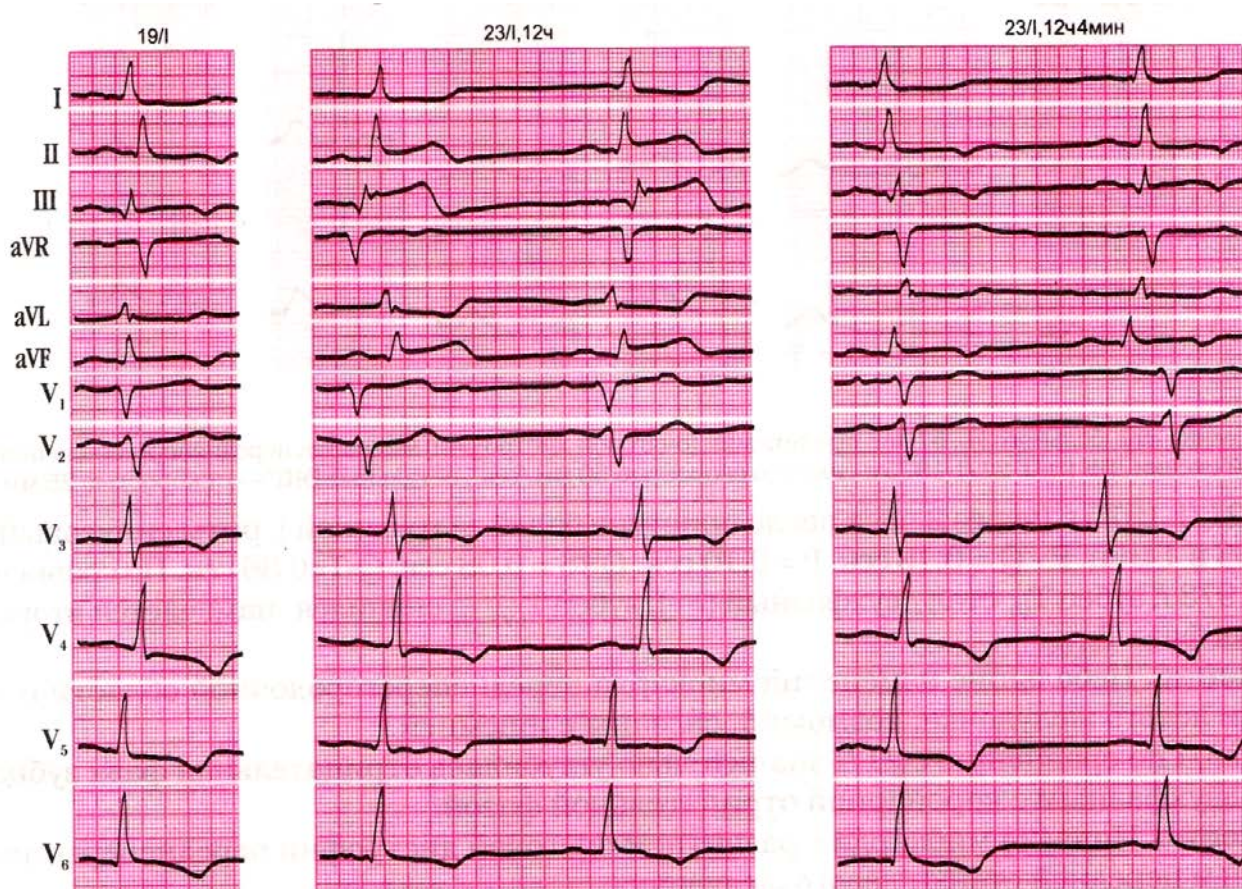 19/I
23/I,12ч
23/I,12ч4мин
I
II
III
aVR
aVL
aVF
V1
V2
V3
V4
V5
V6